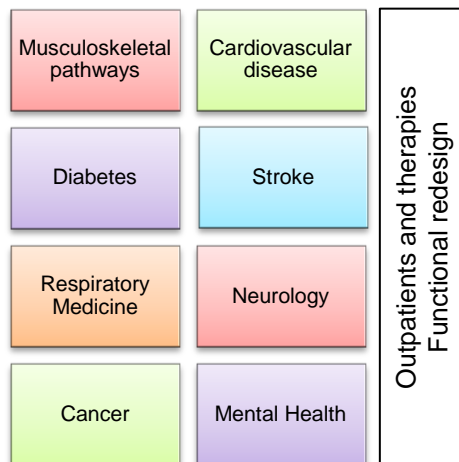 Musculoskeletal
pathways
Cardiovascular
disease
Diabetes
Stroke
Respiratory
Medicine
Neurology
Cancer
Mental Health
Outpatients and therapies
Functional redesign